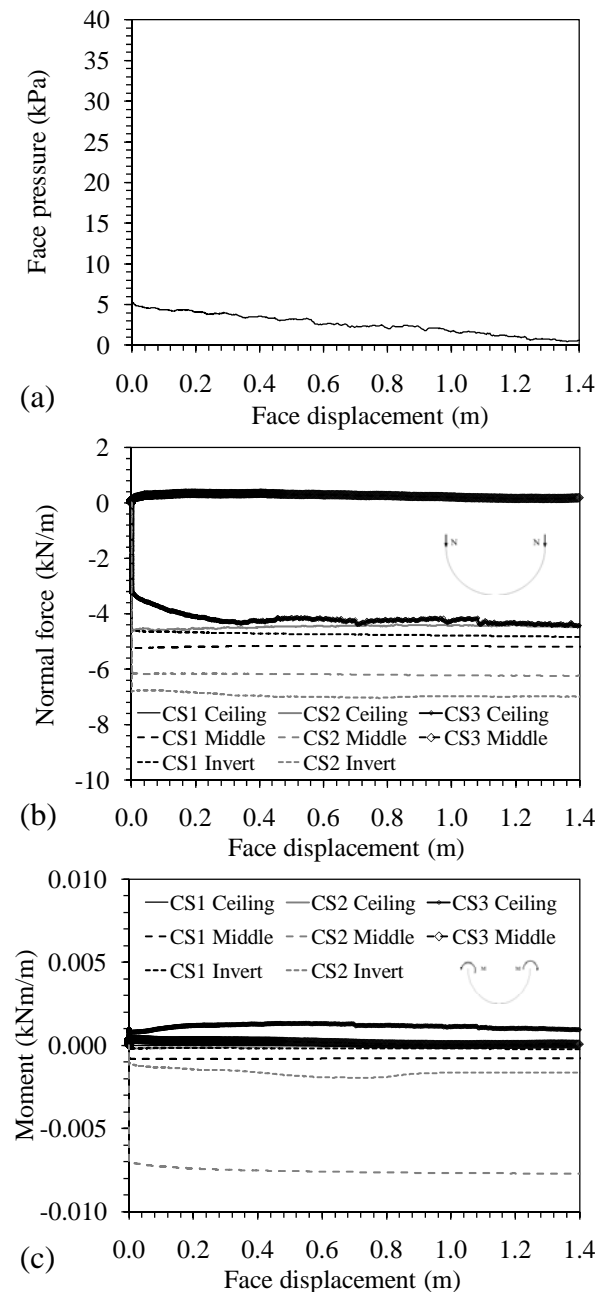 40
35
30
25
20
15
10
5
0
Face pressure (kPa)
0.0 0.2 0.4 0.6 0.8 1.0 1.2 1.4
Face displacement (m)
(a)
2
0
-2
-4
-6
-8
-10
Normal force (kN/m)
N N
CS1 Ceiling CS2 Ceiling CS3 Ceiling
CS1 Middle CS2 Middle CS3 Middle
CS1 Invert CS2 Invert
0.0 0.2 0.4 0.6 0.8 1.0 1.2 1.4
Face displacement (m)
(b)
0.010
0.005
0.000
-0.005
-0.010
Moment (kNm/m)
CS1 Ceiling CS2 Ceiling CS3 Ceiling
CS1 Middle CS2 Middle CS3 Middle
CS1 Invert CS2 Invert
M M
0.0 0.2 0.4 0.6 0.8 1.0 1.2 1.4
Face displacement (m)
(c)